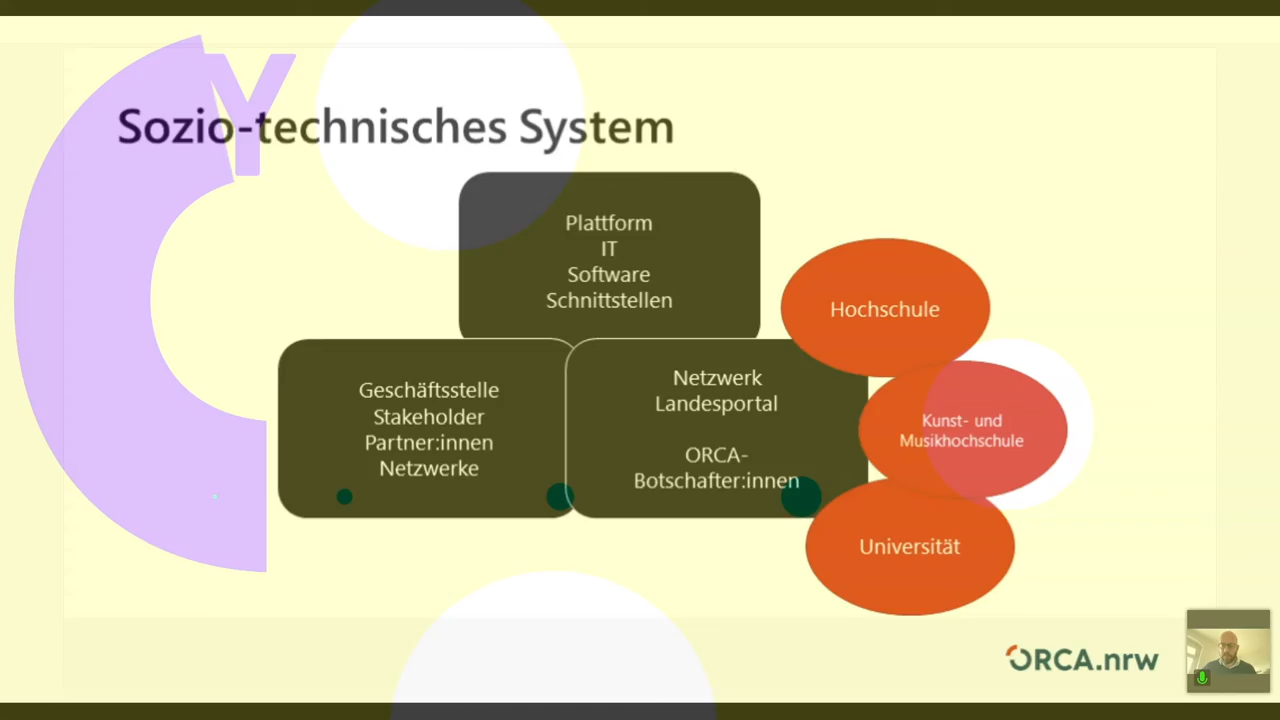 Y
Sozio-technisches System
Plattform
IT
Software
Schnittstellen
Geschäftsstelle
Stakeholder
Partner:innen
Netzwerke
Netzwerk
Landesportal
ORCA-
Botschafter:innen
Hochschule
Kunst- und
Musikhochschule
Universität
ORCA.nrw